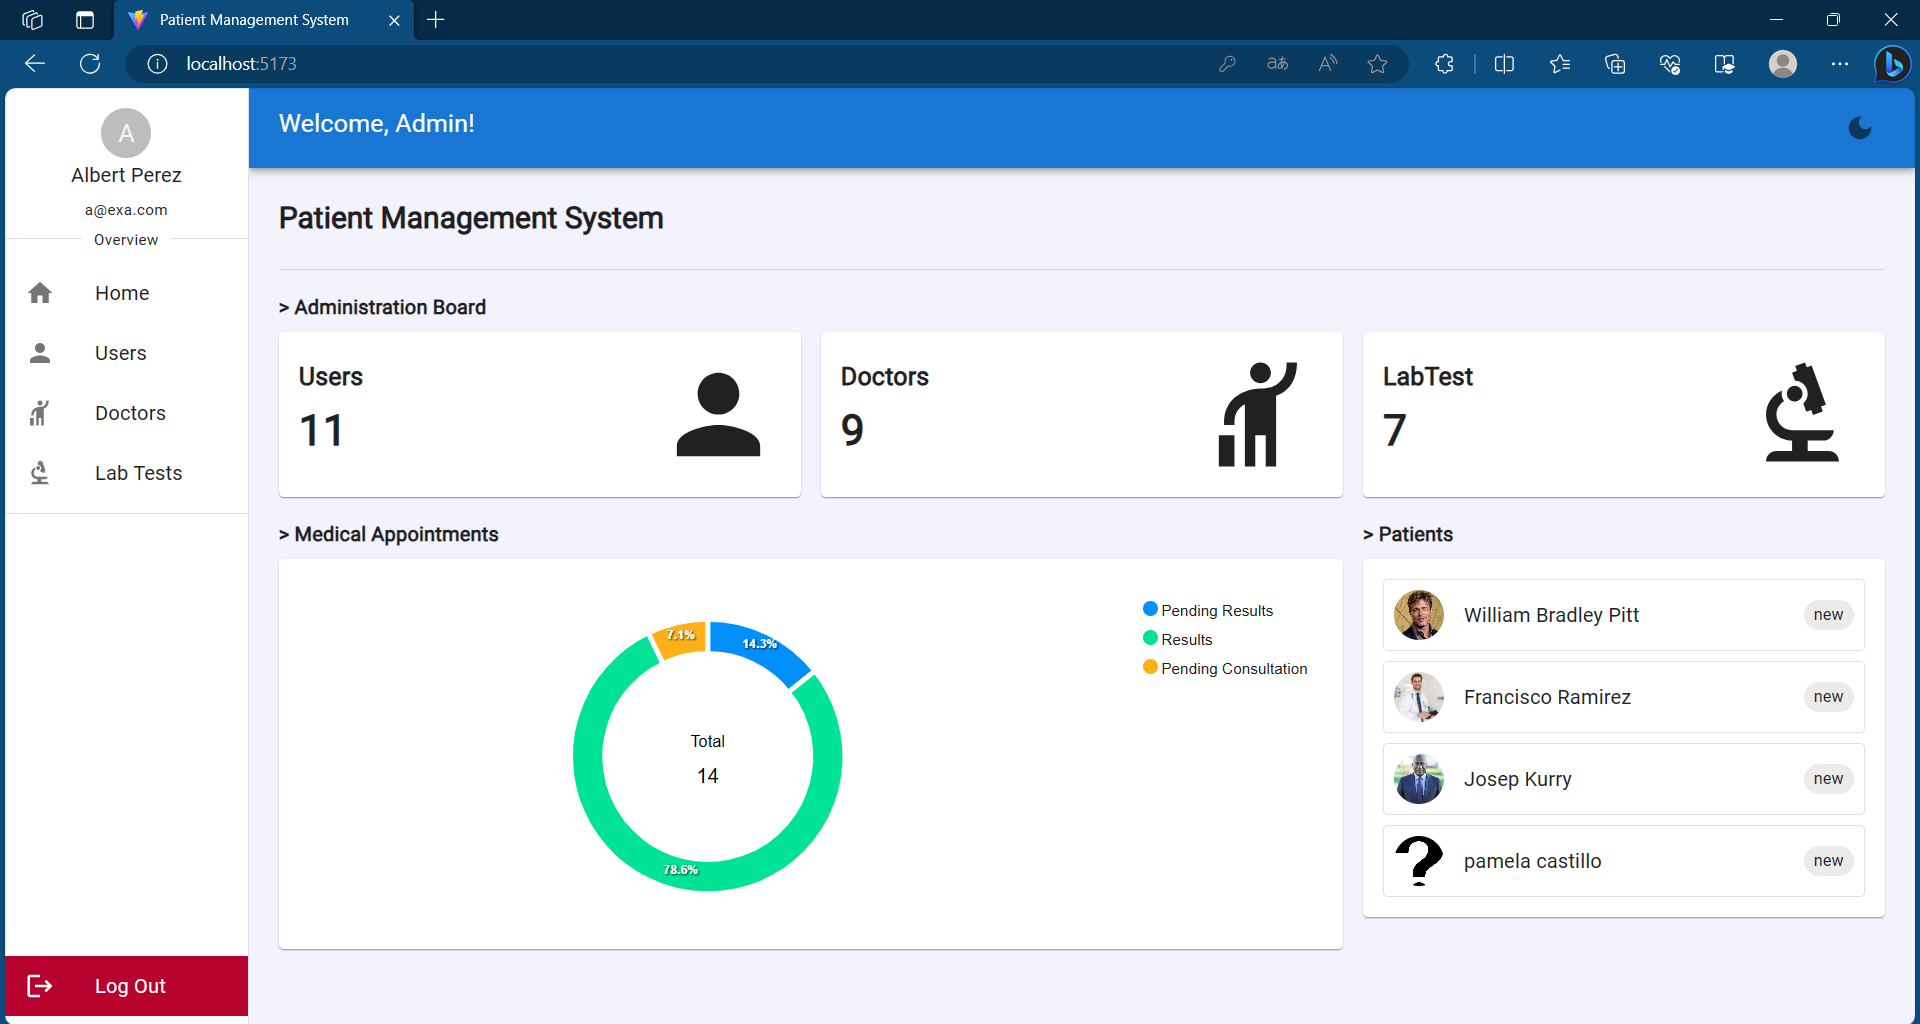 Patient Management System
localhost:5173
A
Albert Perez
a@exa.com
Overview
Home
Users
Doctors
Lab Tests
Log Out
Welcome, Admin!
Patient Management System
> Administration Board
Users
11
Doctors
9
LabTest
7
> Medical Appointments
Pending Results
Results
Pending Consultation
7.1%
14.3%
Total
14
78.6%
> Patients
William Bradley Pitt
new
Francisco Ramirez
new
Josep Kurry
new
pamela castillo
new